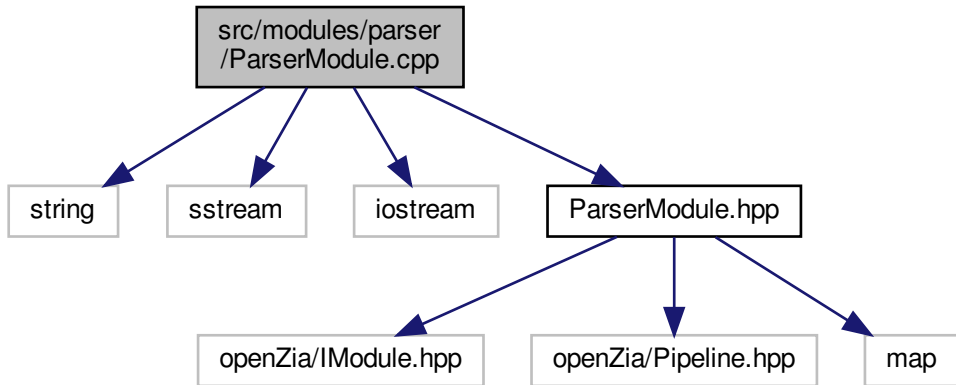 src/modules/parser
/ParserModule.cpp
string
sstream
iostream
ParserModule.hpp
openZia/IModule.hpp
openZia/Pipeline.hpp
map